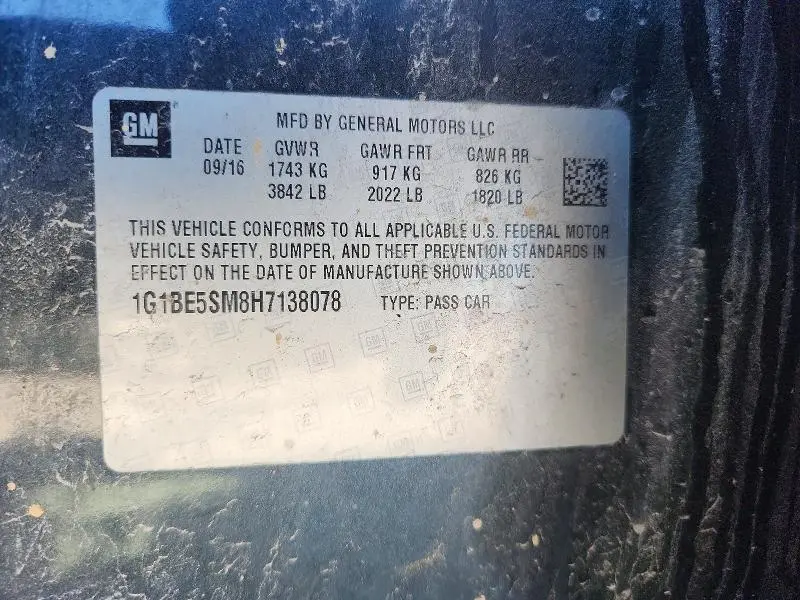 GM
MFD BY GENERAL MOTORS LLC
DATE GVWR GAWR FRT GAWR RR
09/16 1743 KG 917 KG 826 KG
3842 LB 2022 LB 1820 LB
THIS VEHICLE CONFORMS TO ALL APPLICABLE U.S. FEDERAL MOTOR
VEHICLE SAFETY, BUMPER, AND THEFT PREVENTION STANDARDS IN
EFFECT ON THE DATE OF MANUFACTURE SHOWN ABOVE.
1G1BE5SM8H7138078 TYPE: PASS CAR